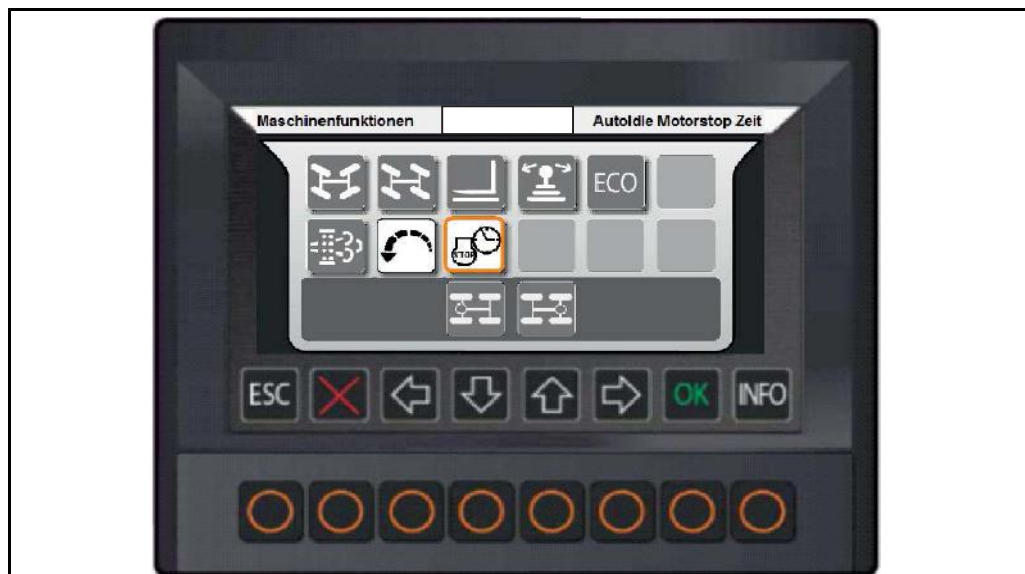 Maschinenfunktionen
AutoIdle Motorstop Zeit
ECO
STOP
ESC
OK
INFO